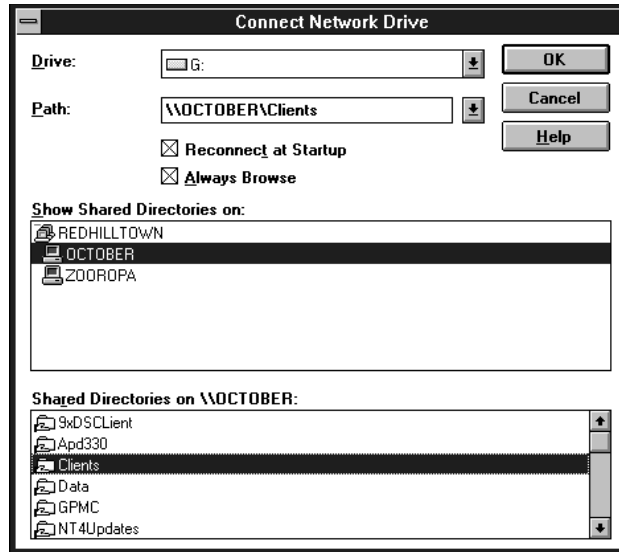 Connect Network Drive
Drive: G: OK
Path: \\OCTOBER\Clients Cancel
Help
Reconnect at Startup
Always Browse
Show Shared Directories on:
REDHILLTOWN
OCTOBER
ZOOROPA
Shared Directories on \\OCTOBER:
9xDSCLient
Apd330
Clients
Data
GPMC
NT4Updates